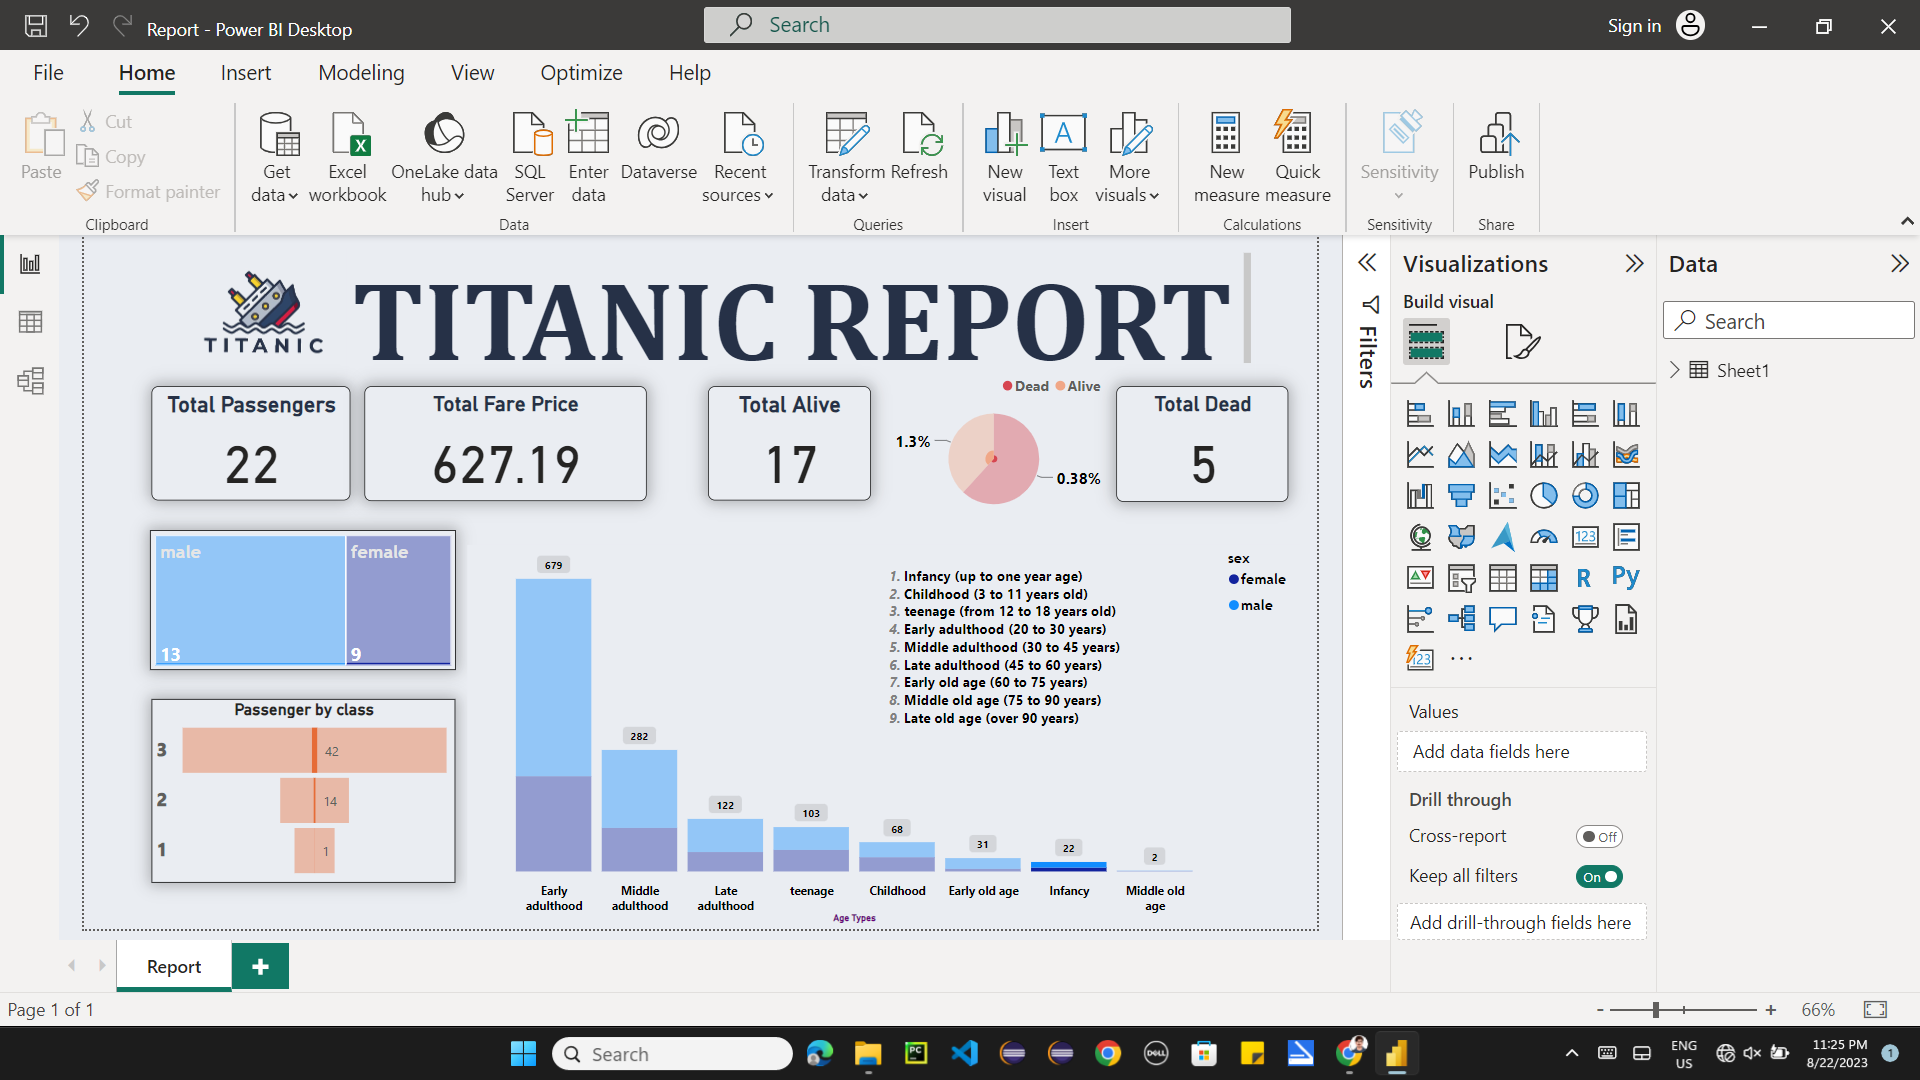 Report - Power BI Desktop
Search
Sign in
File Home Insert Modeling View Optimize Help
Paste
Cut
Copy
Format painter
Clipboard
Get data
Excel workbook
OneLake data hub
SQL Server
Enter data
Dataverse
Recent sources
Data
Transform data
Refresh
Queries
New visual
Text box
More visuals
Insert
New measure
Quick measure
Calculations
Sensitivity
Sensitivity
Publish
Share
TITANIC
TITANIC REPORT
Total Passengers
22
Total Fare Price
627.19
Total Alive
17
Dead Alive
1.3%
0.38%
Total Dead
5
male
13
female
9
Passenger by class
3 42
2 14
1 1
679
282
122
103
68
31
22
2
1. Infancy (up to one year age)
2. Childhood (3 to 11 years old)
3. teenage (from 12 to 18 years old)
4. Early adulthood (20 to 30 years)
5. Middle adulthood (30 to 45 years)
6. Late adulthood (45 to 60 years)
7. Early old age (60 to 75 years)
8. Middle old age (75 to 90 years)
9. Late old age (over 90 years)
sex
female
male
Early adulthood
Middle adulthood
Late adulthood
teenage
Childhood
Early old age
Infancy
Middle old age
Age Types
Filters
Visualizations
Build visual
123
R
Py
123
Values
Add data fields here
Drill through
Cross-report
Off
Keep all filters
On
Add drill-through fields here
Data
Search
Sheet1
Report
Page 1 of 1
66%
Search
PC
DELL
ENG
US
11:25 PM
8/22/2023
1